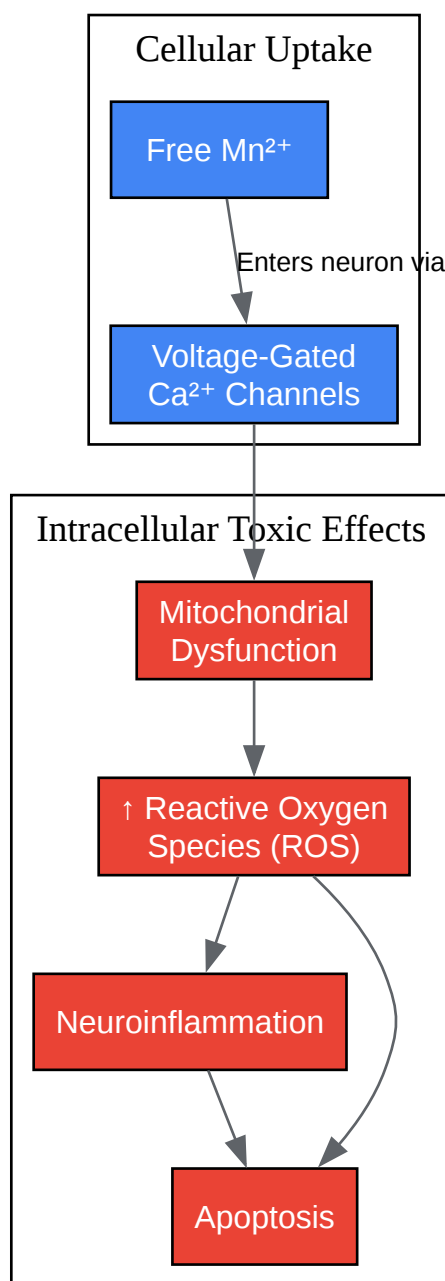 Cellular Uptake
Free Mn²⁺
Enters neuron via
Voltage-Gated
Ca²⁺ Channels
Intracellular Toxic Effects
Mitochondrial
Dysfunction
↑ Reactive Oxygen
Species (ROS)
Neuroinflammation
Apoptosis